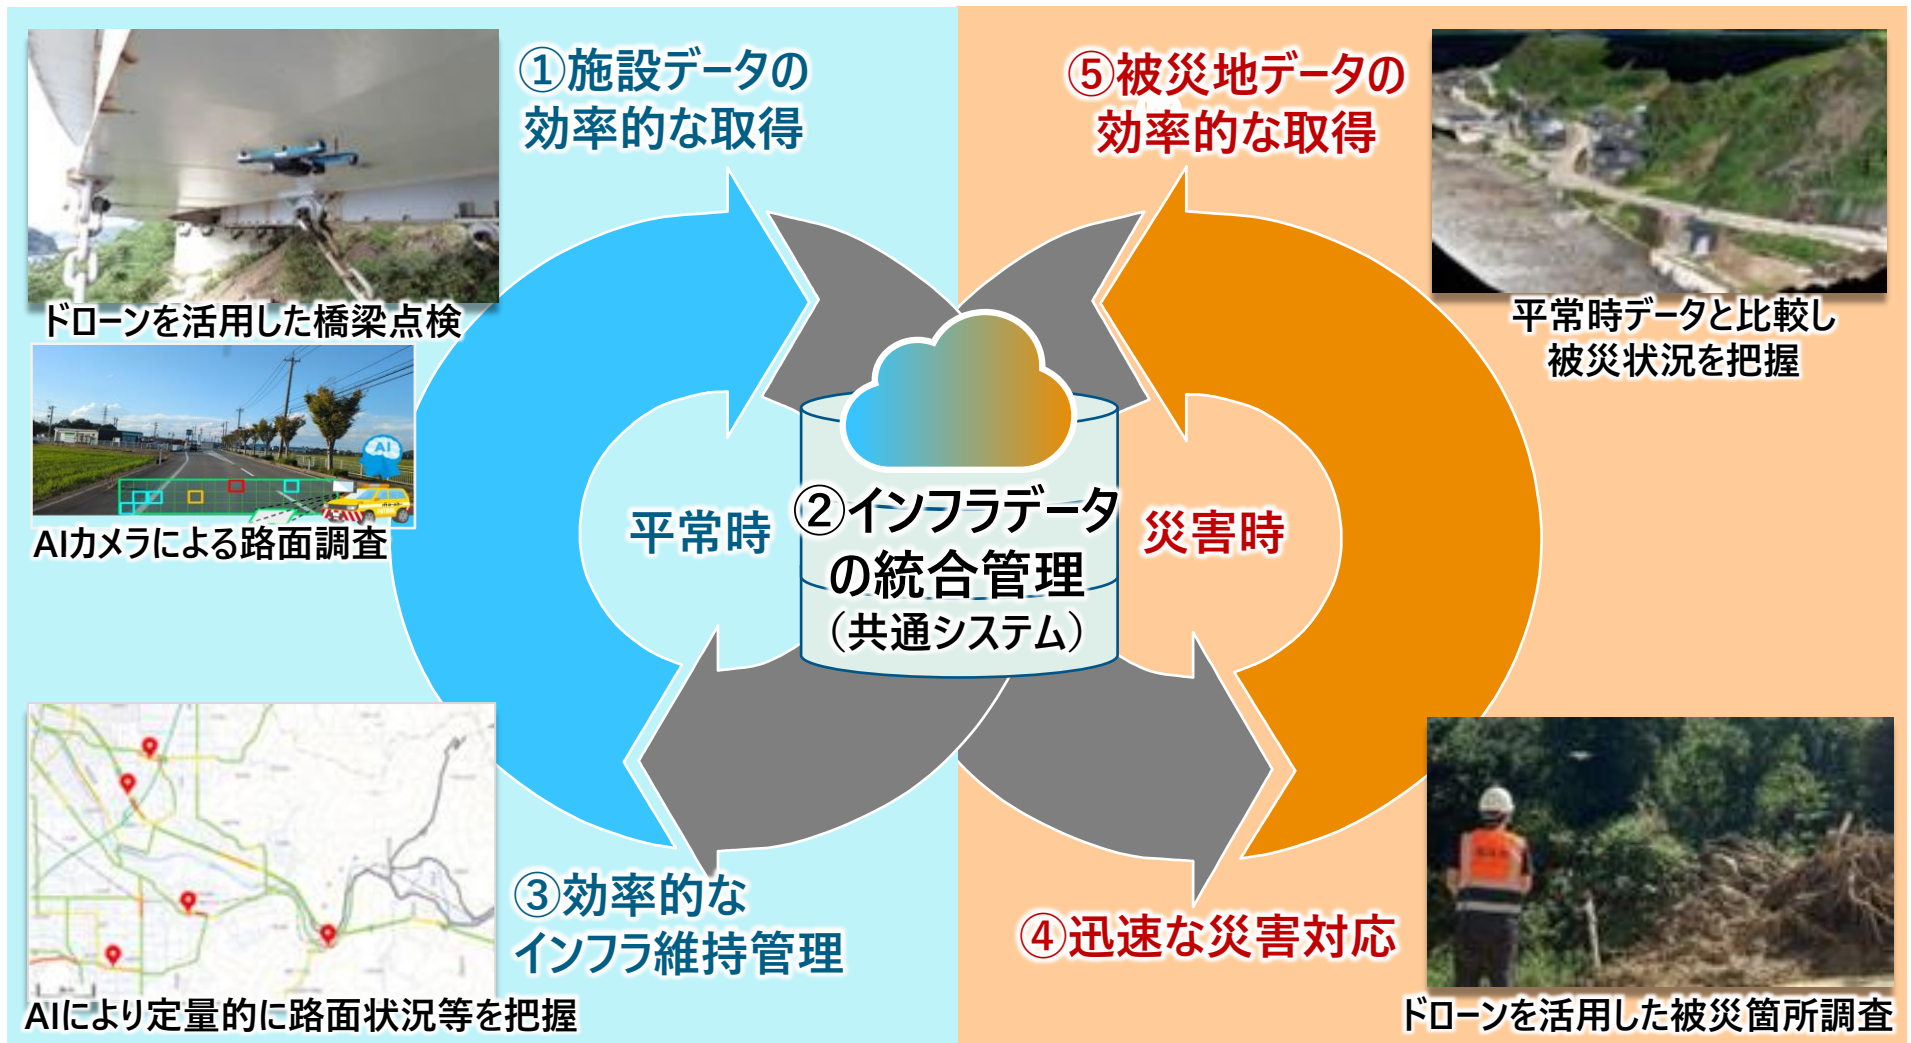 ①施設データの
効率的な取得
ドローンを活用した橋梁点検
AI
AIカメラによる路面調査
平常時
②インフラデータ
の統合管理
（共通システム）
③効率的な
インフラ維持管理
AIにより定量的に路面状況等を把握
⑤被災地データの
効率的な取得
平常時データと比較し
被災状況を把握
災害時
④迅速な災害対応
ドローンを活用した被災箇所調査